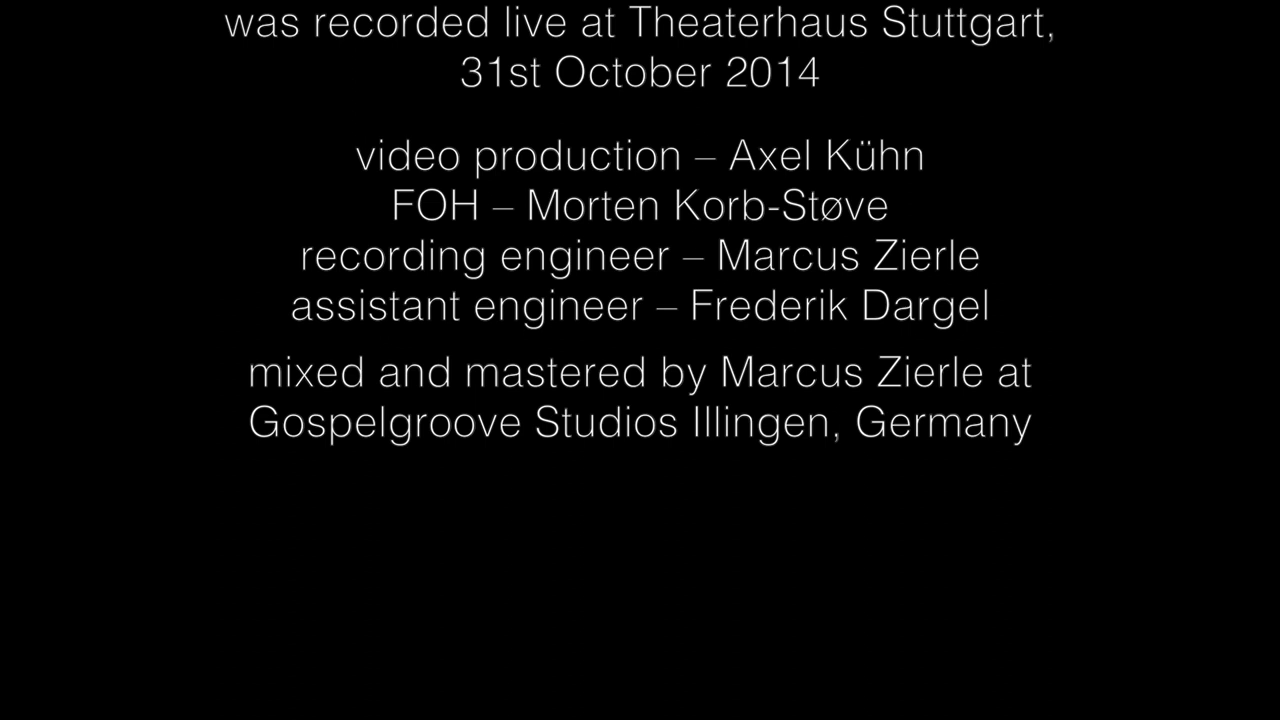 was recorded live at Theaterhaus Stuttgart,
31st October 2014
video production – Axel Kühn
FOH – Morten Korb-Støve
recording engineer – Marcus Zierle
assistant engineer – Frederik Dargel
mixed and mastered by Marcus Zierle at
Gospelgroove Studios Illingen, Germany